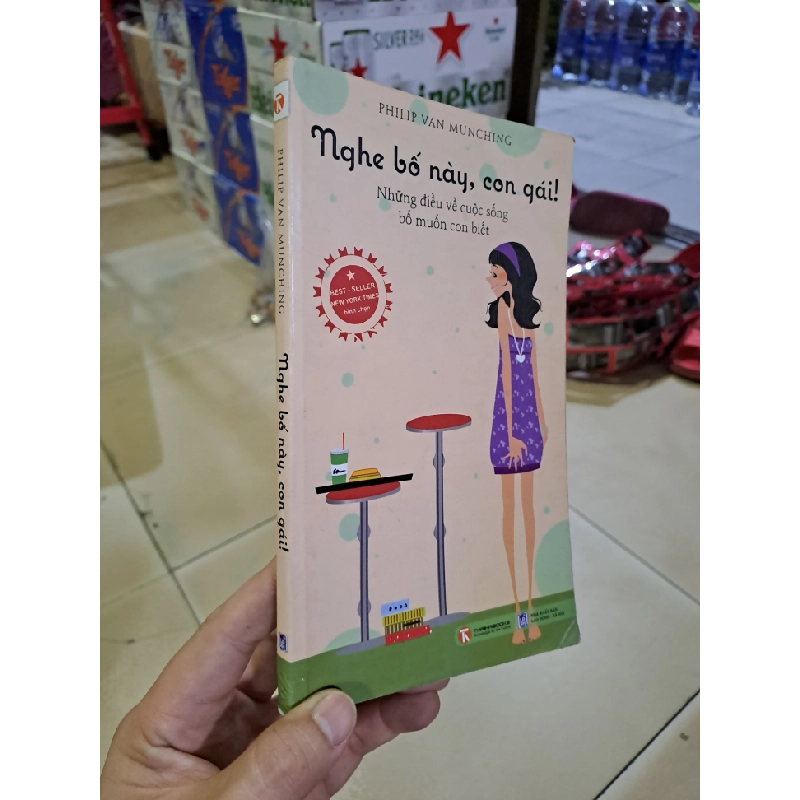 SILVER
Heineken
PHILIP VAN MUNCHING
Nghe bố này, con gái!
Những điều về cuộc sống
bố muốn con biết
BEST SELLER
NEW YORK TIMES
PHILIP VAN MUNCHING
Nghe bố này, con gái!